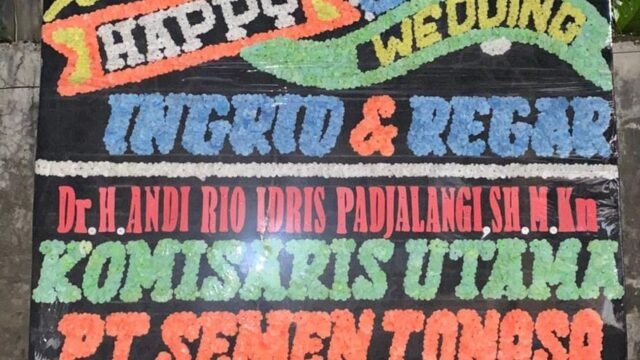 HAPPY WEDDING
INGRID & REGAR
Dr.H.ANDI RIO IDRIS PADJALANGI,SH.M.Kn
KOMISARIS UTAMA
PT SEMEN TONASA